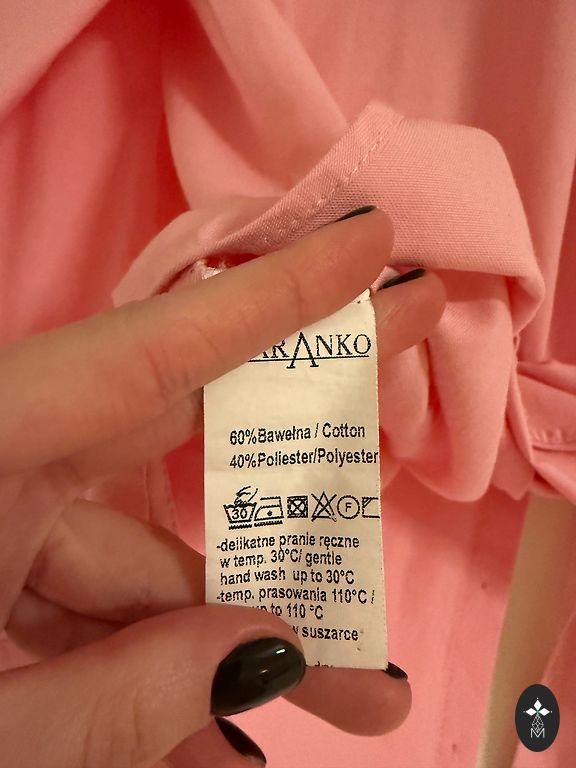 ARANKO
60%Bawełna / Cotton
40%Poliester/Polyester
30
F
-delikatne pranie ręczne
w temp. 30°C/ gentle
hand wash up to 30°C
-temp. prasowania 110°C /
up to 110 °C
w suszarce
M